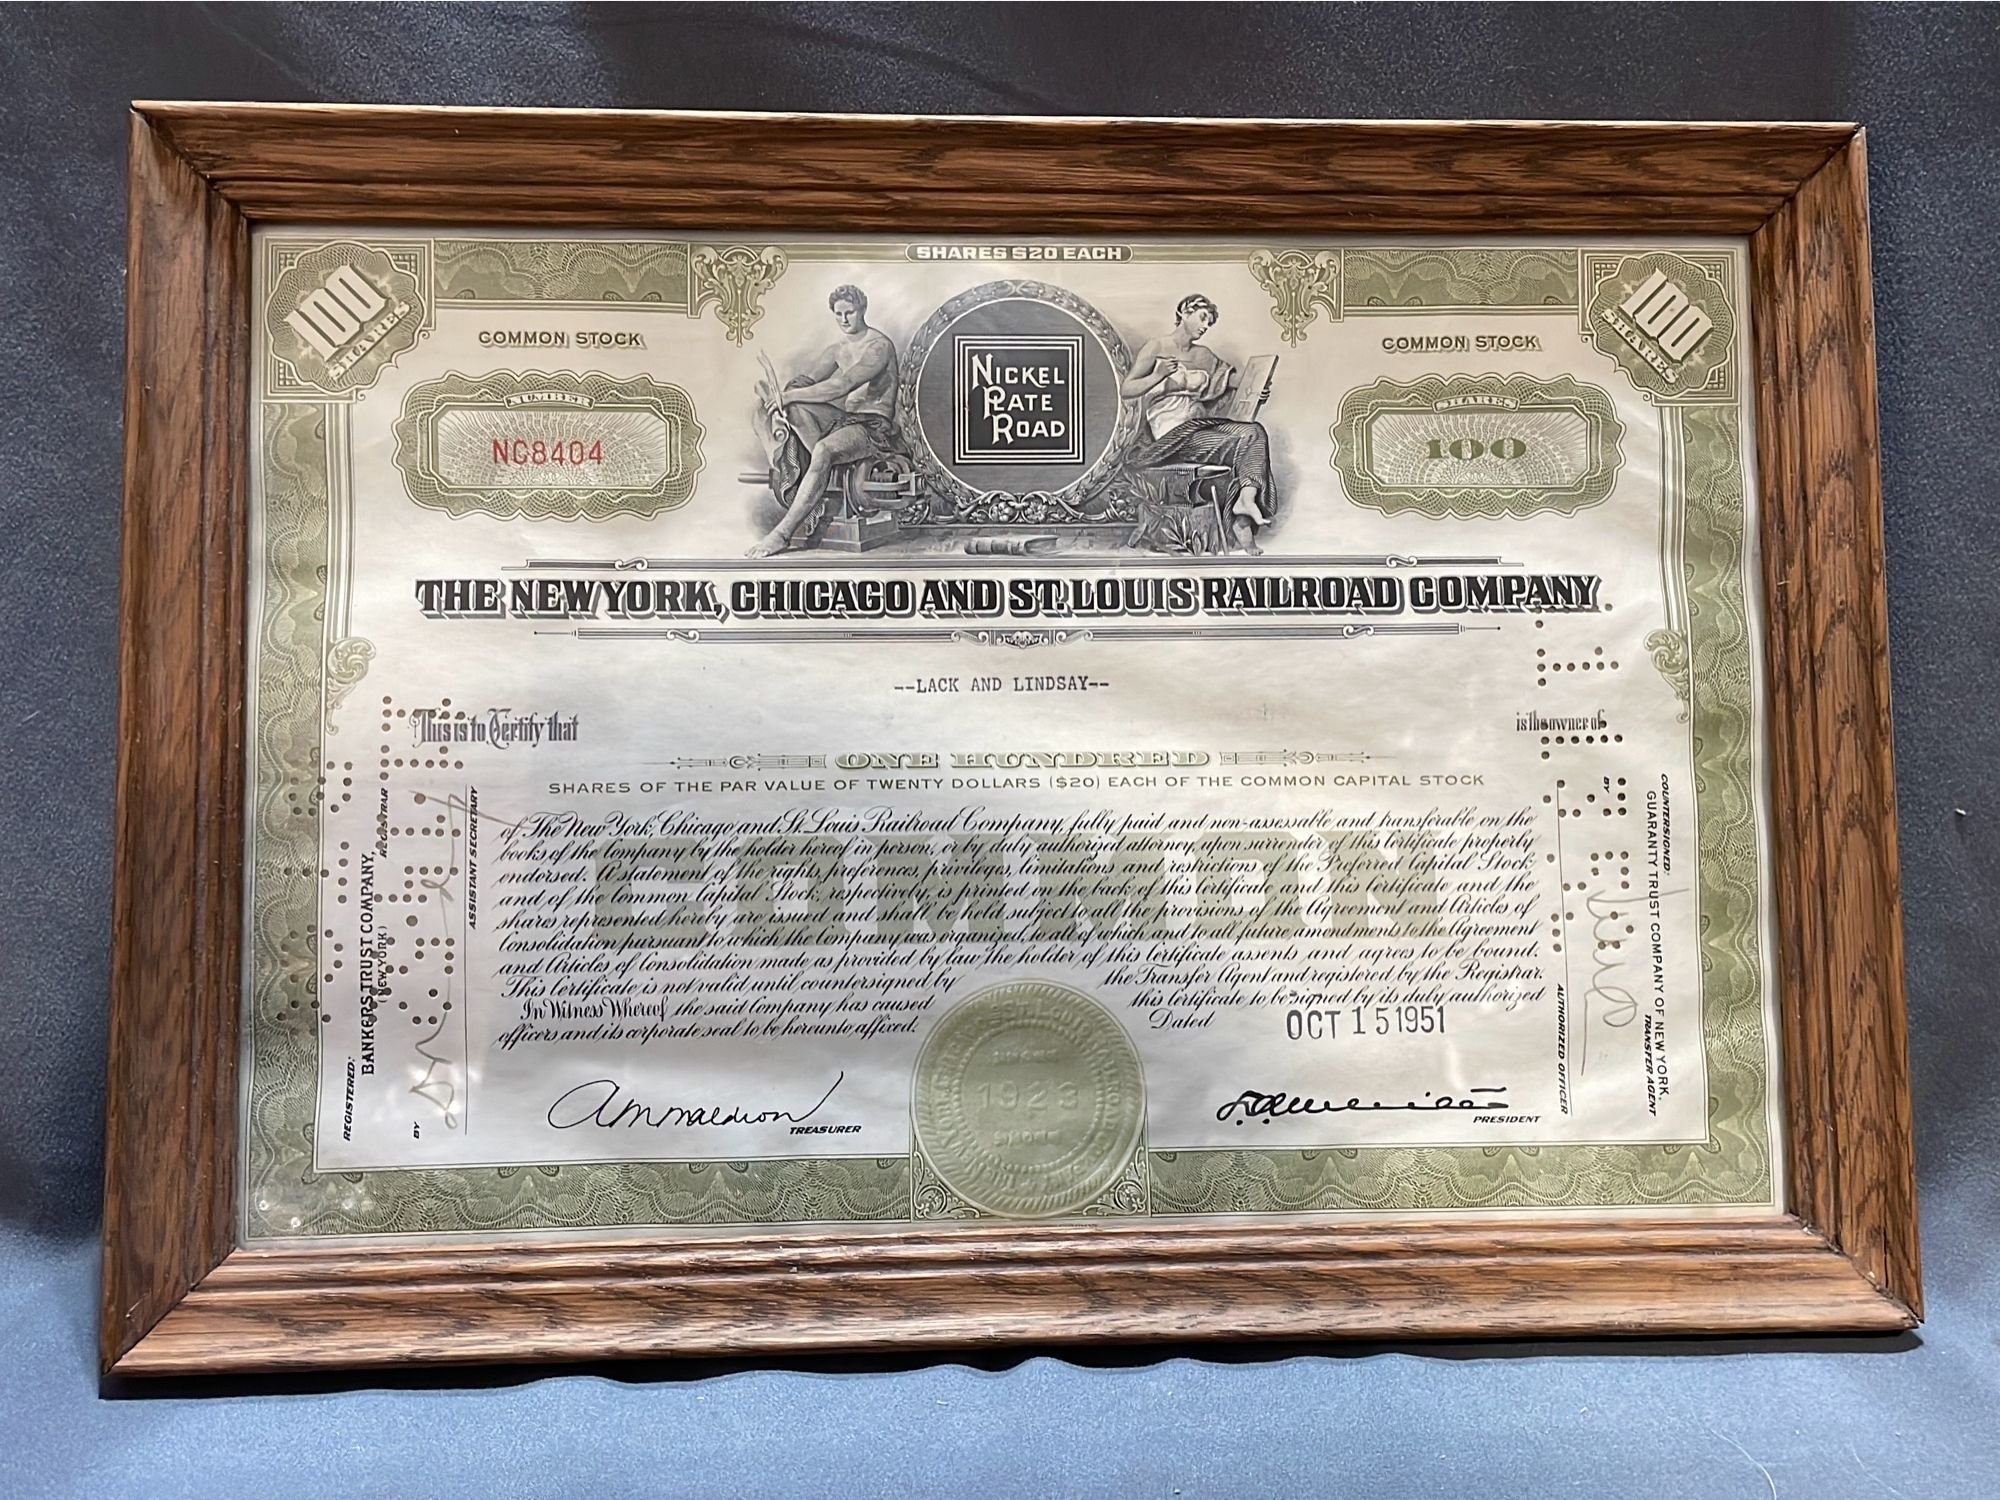 SHARES $20 EACH
100
SHARES
100
SHARES
COMMON STOCK
COMMON STOCK
NICKEL
PLATE
ROAD
NUMBER
NC8404
SHARES
100
THE NEW YORK, CHICAGO AND ST. LOUIS RAILROAD COMPANY
--LACK AND LINDSAY--
This is to Certify that
is the owner of
ONE HUNDRED
SHARES OF THE PAR VALUE OF TWENTY DOLLARS ($20) EACH OF THE COMMON CAPITAL STOCK
of The New York, Chicago and St. Louis Railroad Company, fully paid and non-assessable and transferable on the
books of the Company by the holder hereof in person, or by duly authorized attorney, upon surrender of this Certificate properly
endorsed. A statement of the rights, preferences, privileges, limitations and restrictions of the Preferred Capital Stock
and of the Common Capital Stock, respectively, is printed on the back of this Certificate and this Certificate and the
shares represented hereby are issued and shall be held subject to all the provisions of the Agreement and Articles of
Consolidation pursuant to which the Company was organized, to all of which and to all future amendments to the Agreement
and Articles of Consolidation made as provided by law the holder of this Certificate assents and agrees to be bound.
This Certificate is not valid until countersigned by the Transfer Agent and registered by the Registrar.
In Witness Whereof, the said Company has caused this Certificate to be signed by its duly authorized
officers and its corporate seal to be hereunto affixed. Dated OCT 15 1951
TREASURER
PRESIDENT
REGISTERED:
BANKERS TRUST COMPANY,
(NEW YORK)
REGISTRAR
BY
ASSISTANT SECRETARY
COUNTERSIGNED:
GUARANTY TRUST COMPANY OF NEW YORK,
TRANSFER AGENT
BY
AUTHORIZED OFFICER